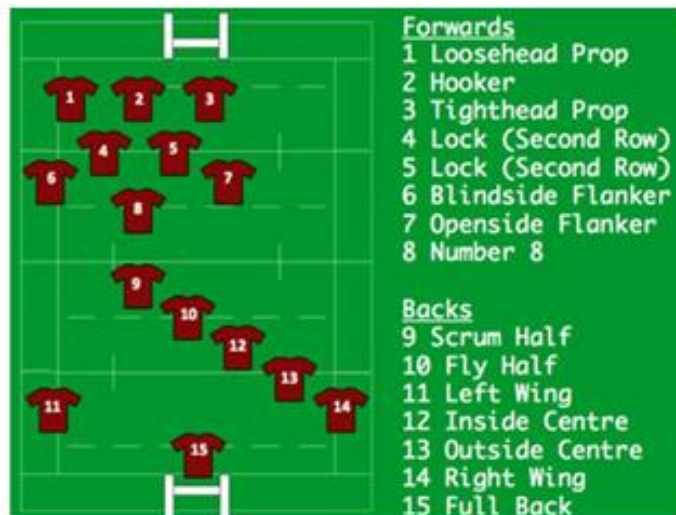 1
2
3
4
5
6
7
8
9
10
12
13
11
14
15
Forwards
1 Loosehead Prop
2 Hooker
3 Tighthead Prop
4 Lock (Second Row)
5 Lock (Second Row)
6 Blindside Flanker
7 Openside Flanker
8 Number 8
Backs
9 Scrum Half
10 Fly Half
11 Left Wing
12 Inside Centre
13 Outside Centre
14 Right Wing
15 Full Back